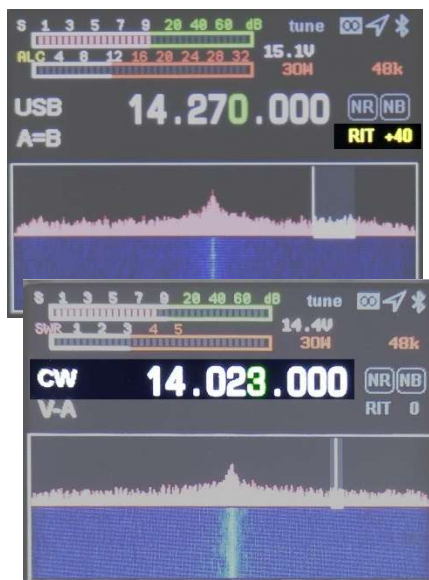 S 1 3 5 7 9 20 40 60 dB tune
ALC 4 8 12 16 20 24 28 32 15.1V
30W 48k
USB 14.270.000 NR NB
A=B RIT +40
S 1 3 5 7 9 20 40 60 dB tune
SWR 1 2 3 4 5 14.4V
30W 48k
CW 14.023.000 NR NB
V-A RIT 0